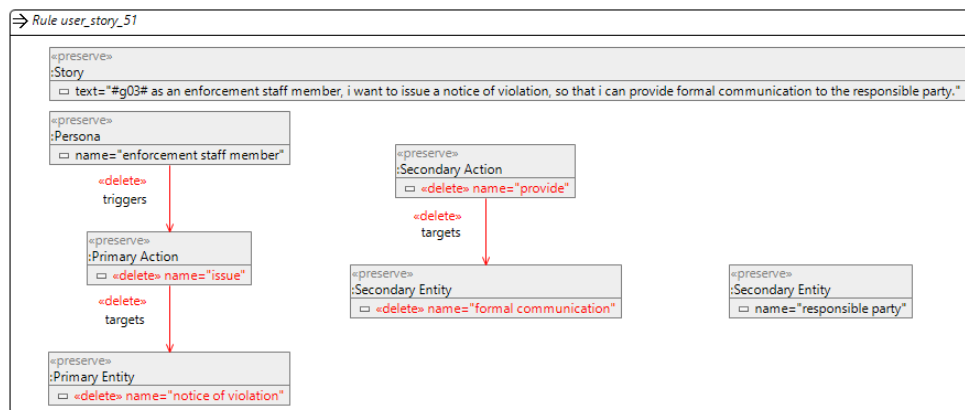 Rule user_story_51
«preserve»
:Story
text="#g03# as an enforcement staff member, i want to issue a notice of violation, so that i can provide formal communication to the responsible party."
«preserve»
:Persona
name="enforcement staff member"
«delete»
triggers
«preserve»
:Primary Action
«delete» name="issue"
«delete»
targets
«preserve»
:Primary Entity
«delete» name="notice of violation"
«preserve»
:Secondary Action
«delete» name="provide"
«delete»
targets
«preserve»
:Secondary Entity
«delete» name="formal communication"
«preserve»
:Secondary Entity
name="responsible party"